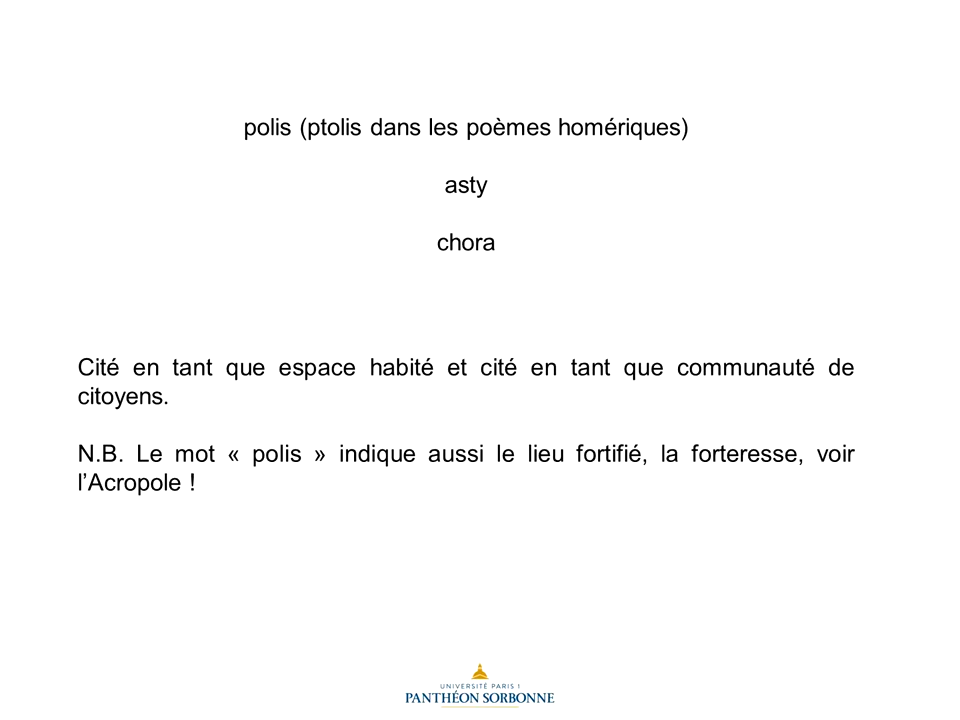 polis (ptolis dans les poèmes homériques)
asty
chora
Cité en tant que espace habité et cité en tant que communauté de
citoyens.
N.B. Le mot « polis » indique aussi le lieu fortifié, la forteresse, voir
l’Acropole !
UNIVERSITÉ PARIS 1
PANTHÉON SORBONNE